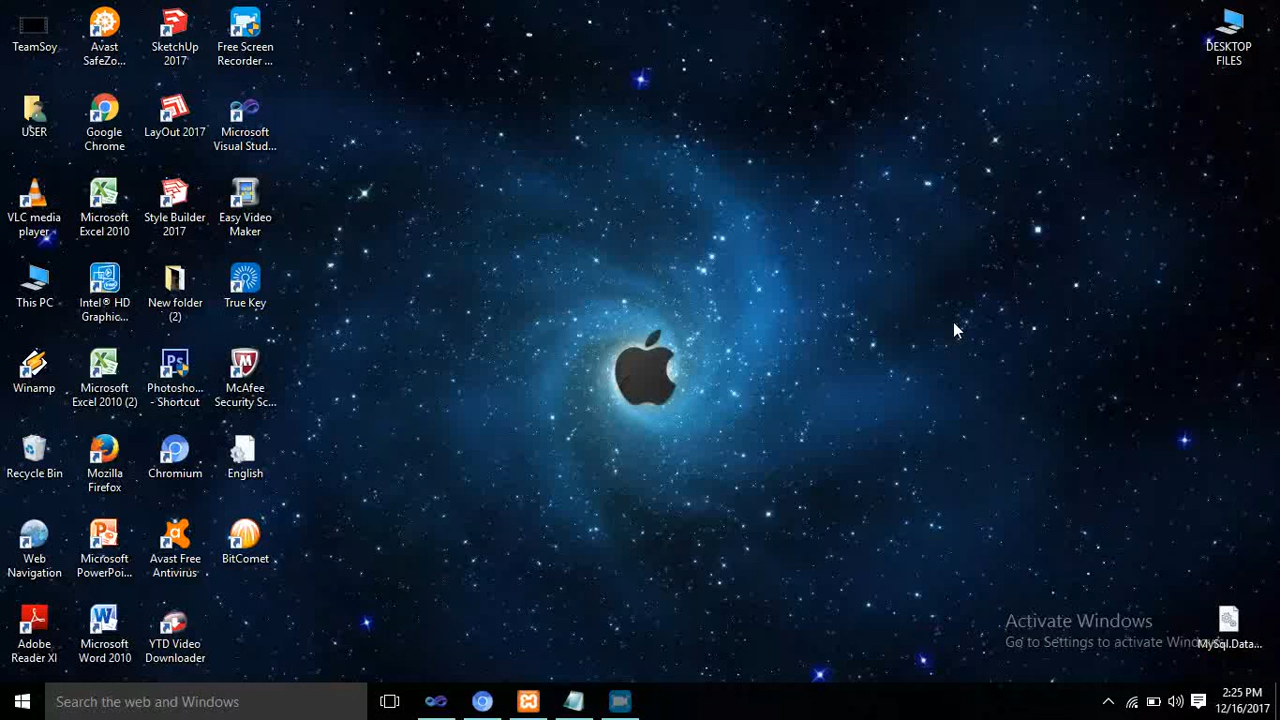 TeamSoy
Avast
SafeZo...
SketchUp
2017
Free Screen
Recorder ...
DESKTOP
FILES
USER
Google
Chrome
LayOut 2017
Microsoft
Visual Stud...
VLC media
player
Microsoft
Excel 2010
Style Builder
2017
Easy Video
Maker
This PC
Intel® HD
Graphic...
New folder
(2)
True Key
Winamp
Microsoft
Excel 2010 (2)
Photosho...
- Shortcut
McAfee
Security Sc...
Recycle Bin
Mozilla
Firefox
Chromium
English
Web
Navigation
Microsoft
PowerPoi...
Avast Free
Antivirus
BitComet
Adobe
Reader XI
Microsoft
Word 2010
YTD Video
Downloader
Activate Windows
Go to Settings to activate Windows.
MySql.Data...
Search the web and Windows
2:25 PM
12/16/2017